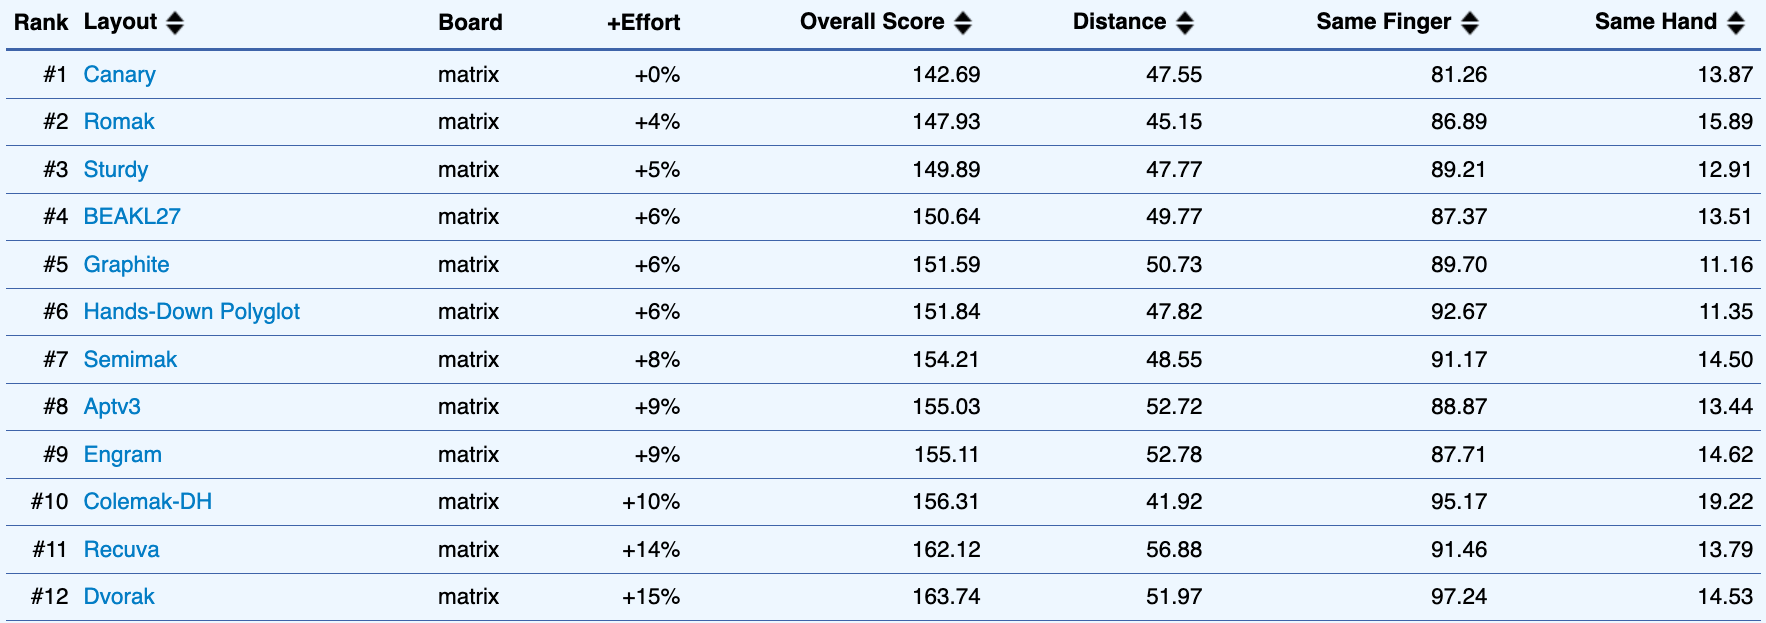 Rank Layout Board +Effort Overall Score Distance Same Finger Same Hand
#1 Canary matrix +0% 142.69 47.55 81.26 13.87
#2 Romak matrix +4% 147.93 45.15 86.89 15.89
#3 Sturdy matrix +5% 149.89 47.77 89.21 12.91
#4 BEAKL27 matrix +6% 150.64 49.77 87.37 13.51
#5 Graphite matrix +6% 151.59 50.73 89.70 11.16
#6 Hands-Down Polyglot matrix +6% 151.84 47.82 92.67 11.35
#7 Semimak matrix +8% 154.21 48.55 91.17 14.50
#8 Aptv3 matrix +9% 155.03 52.72 88.87 13.44
#9 Engram matrix +9% 155.11 52.78 87.71 14.62
#10 Colemak-DH matrix +10% 156.31 41.92 95.17 19.22
#11 Recuva matrix +14% 162.12 56.88 91.46 13.79
#12 Dvorak matrix +15% 163.74 51.97 97.24 14.53